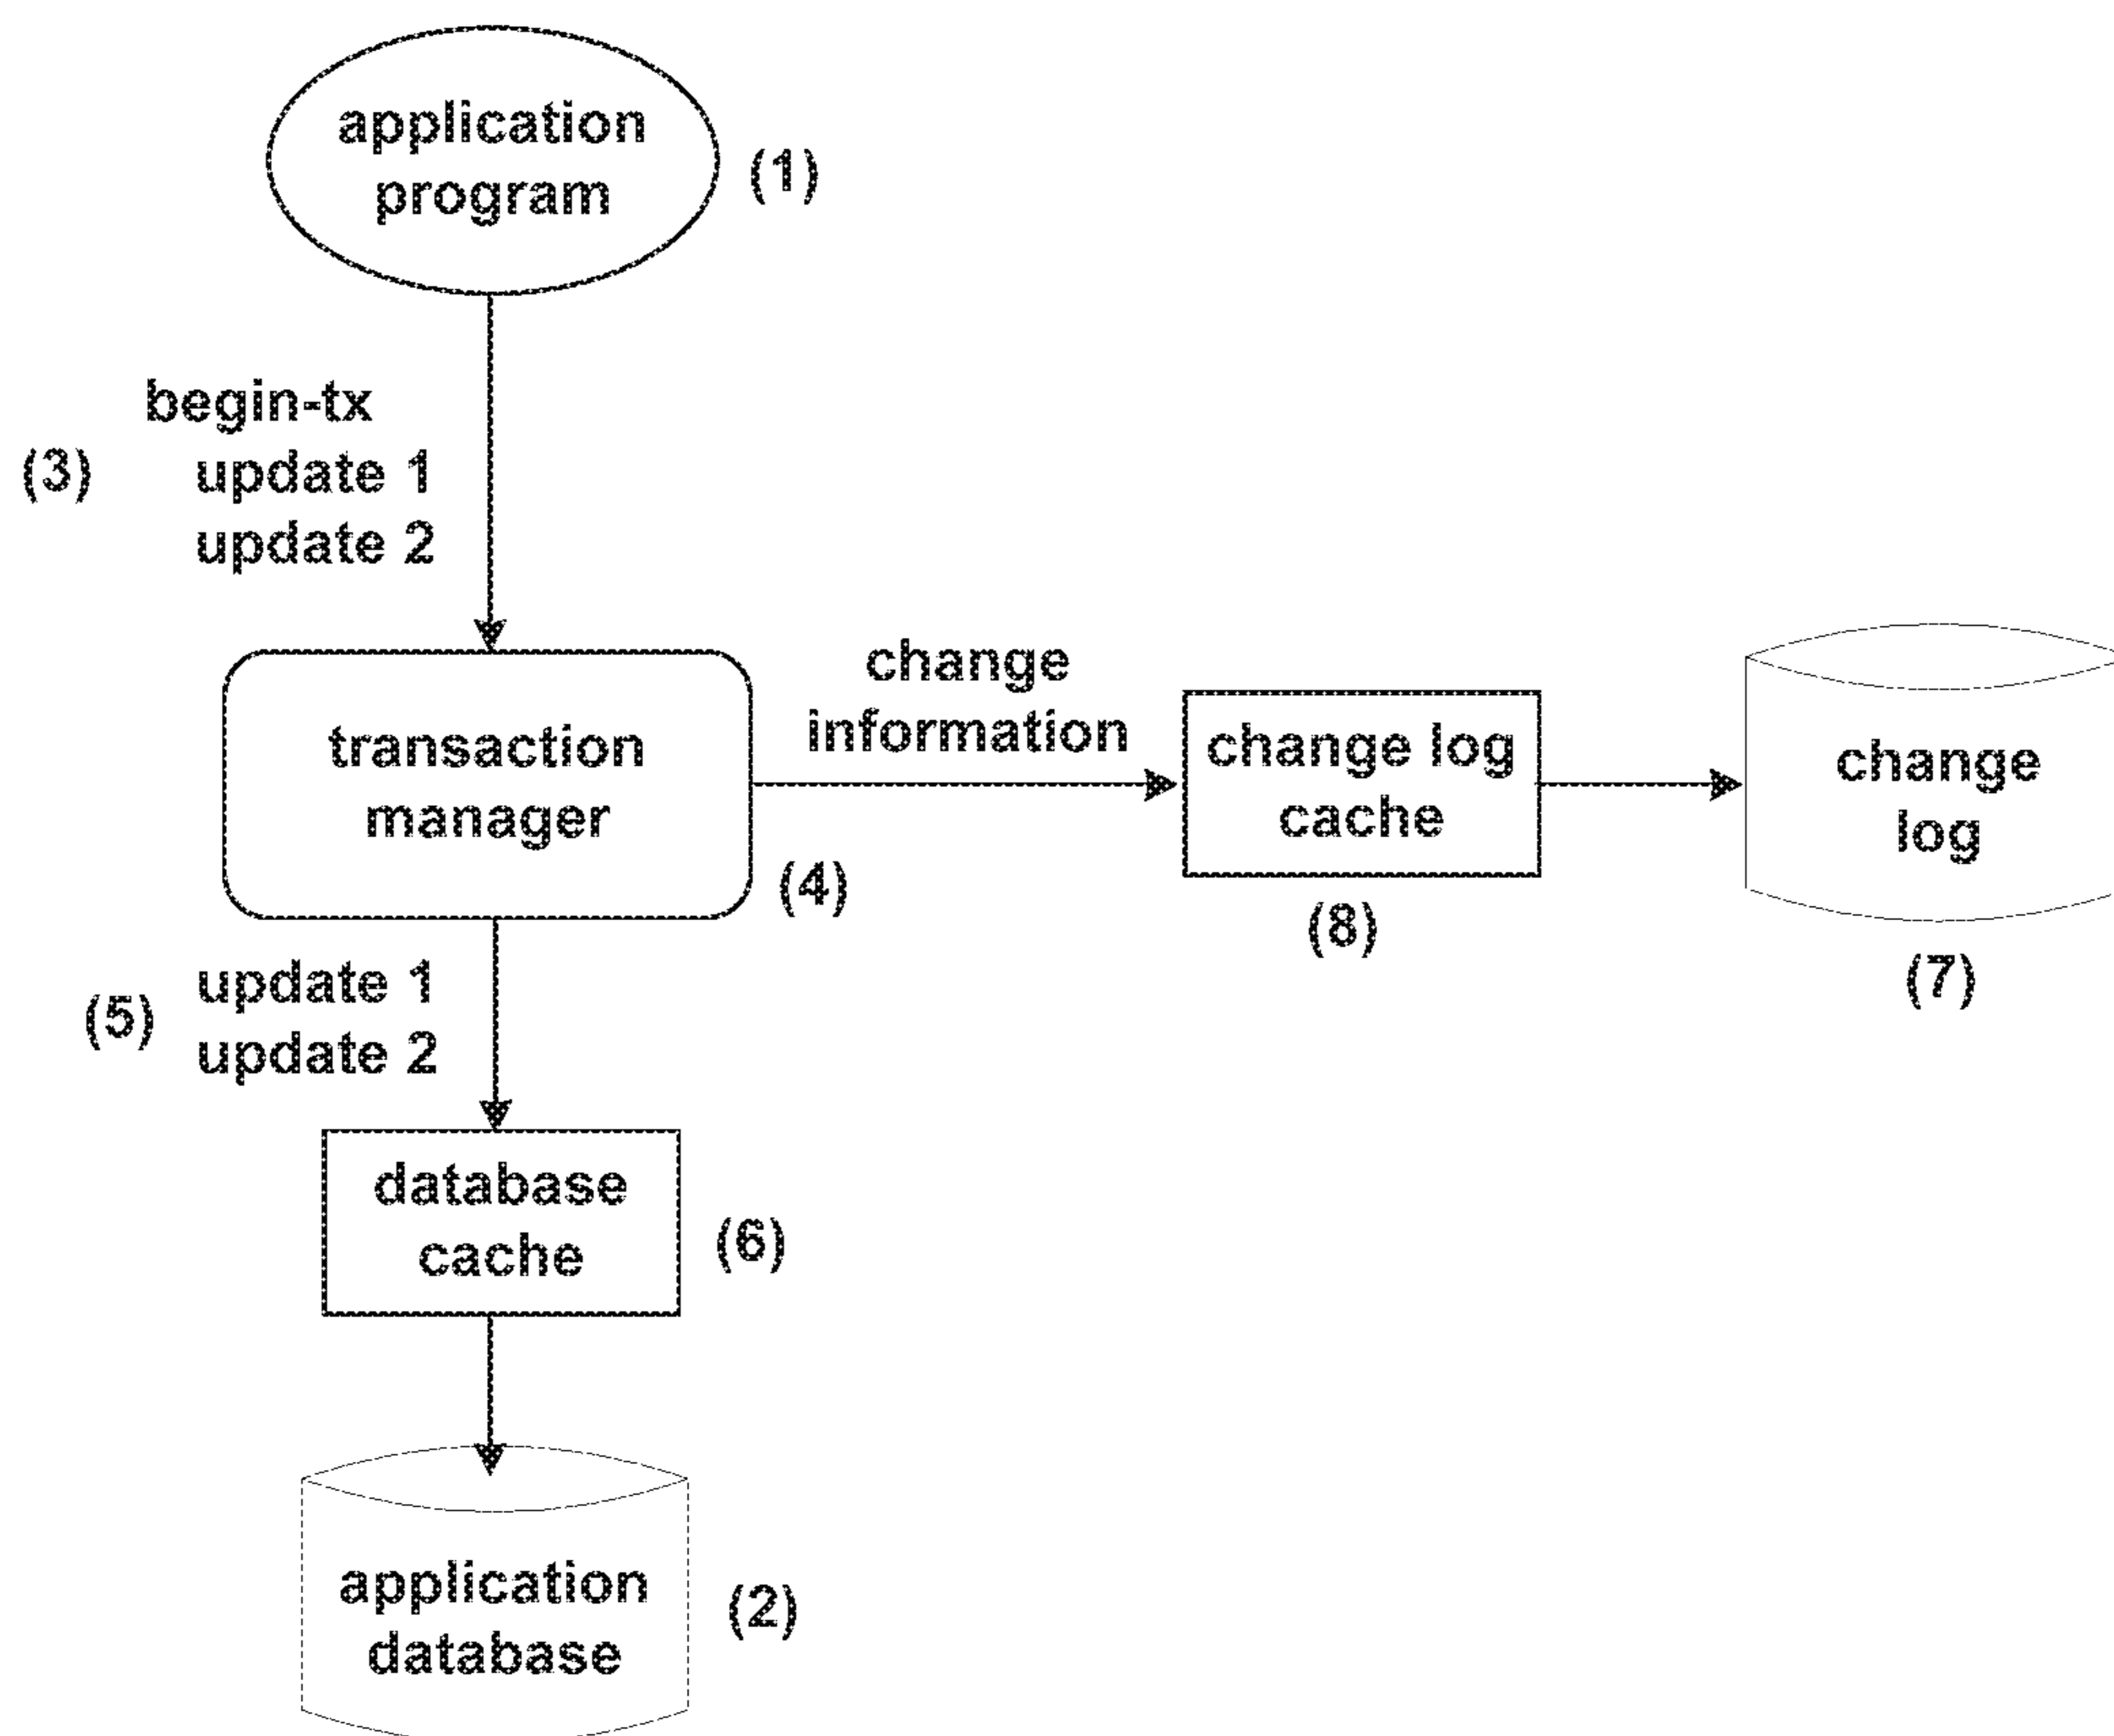 application
program
(1)
begin-tx
(3)
update 1
update 2
change
information
transaction
manager
(4)
change log
cache
(8)
change
log
(7)
(5)
update 1
update 2
database
cache
(6)
application
database
(2)